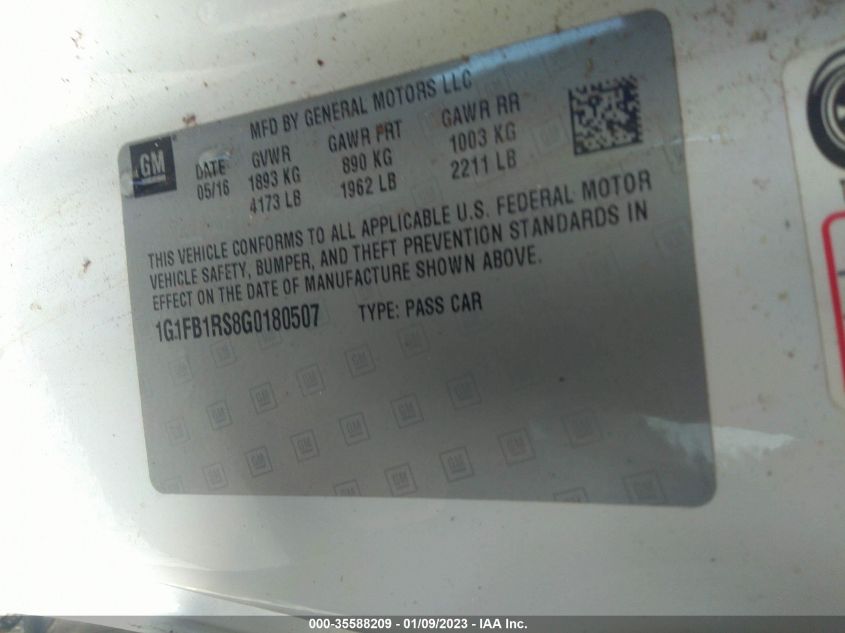 MFD BY GENERAL MOTORS LLC
GM
DATE GVWR GAWR FRT GAWR RR
05/16 1893 KG 890 KG 1003 KG
4173 LB 1962 LB 2211 LB
THIS VEHICLE CONFORMS TO ALL APPLICABLE U.S. FEDERAL MOTOR
VEHICLE SAFETY, BUMPER, AND THEFT PREVENTION STANDARDS IN
EFFECT ON THE DATE OF MANUFACTURE SHOWN ABOVE.
1G1FB1RS8G0180507 TYPE: PASS CAR
000-35588209 - 01/09/2023 - IAA Inc.